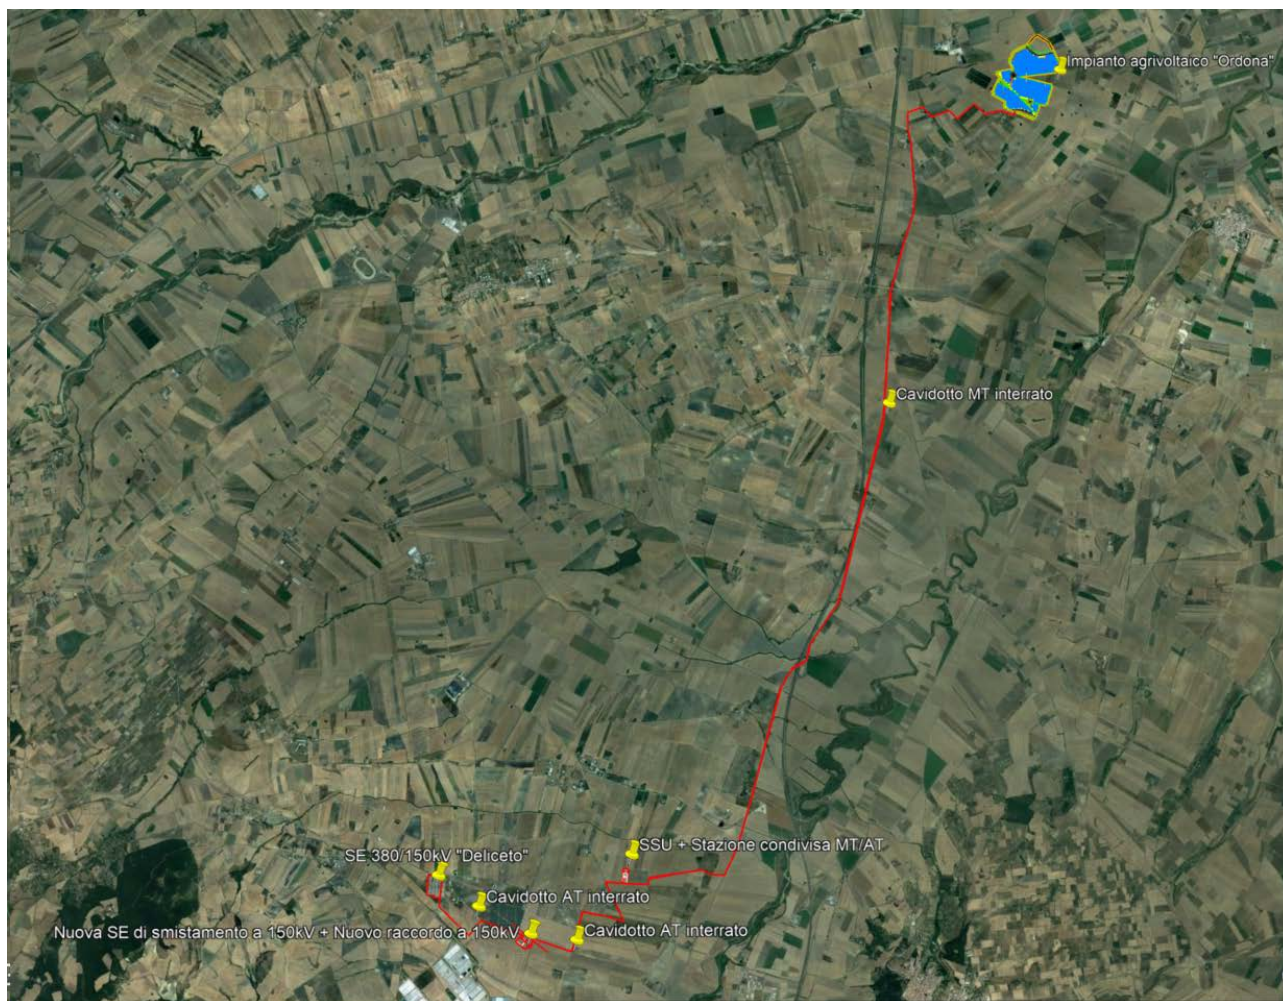 Impianto agrivoltaico "Ordona"
Cavidotto MT interrato
SSU + Stazione condivisa MT/AT
SE 380/150kV "Deliceto"
Cavidotto AT interrato
Nuova SE di smistamento a 150kV + Nuovo raccordo a 150kV
Cavidotto AT interrato